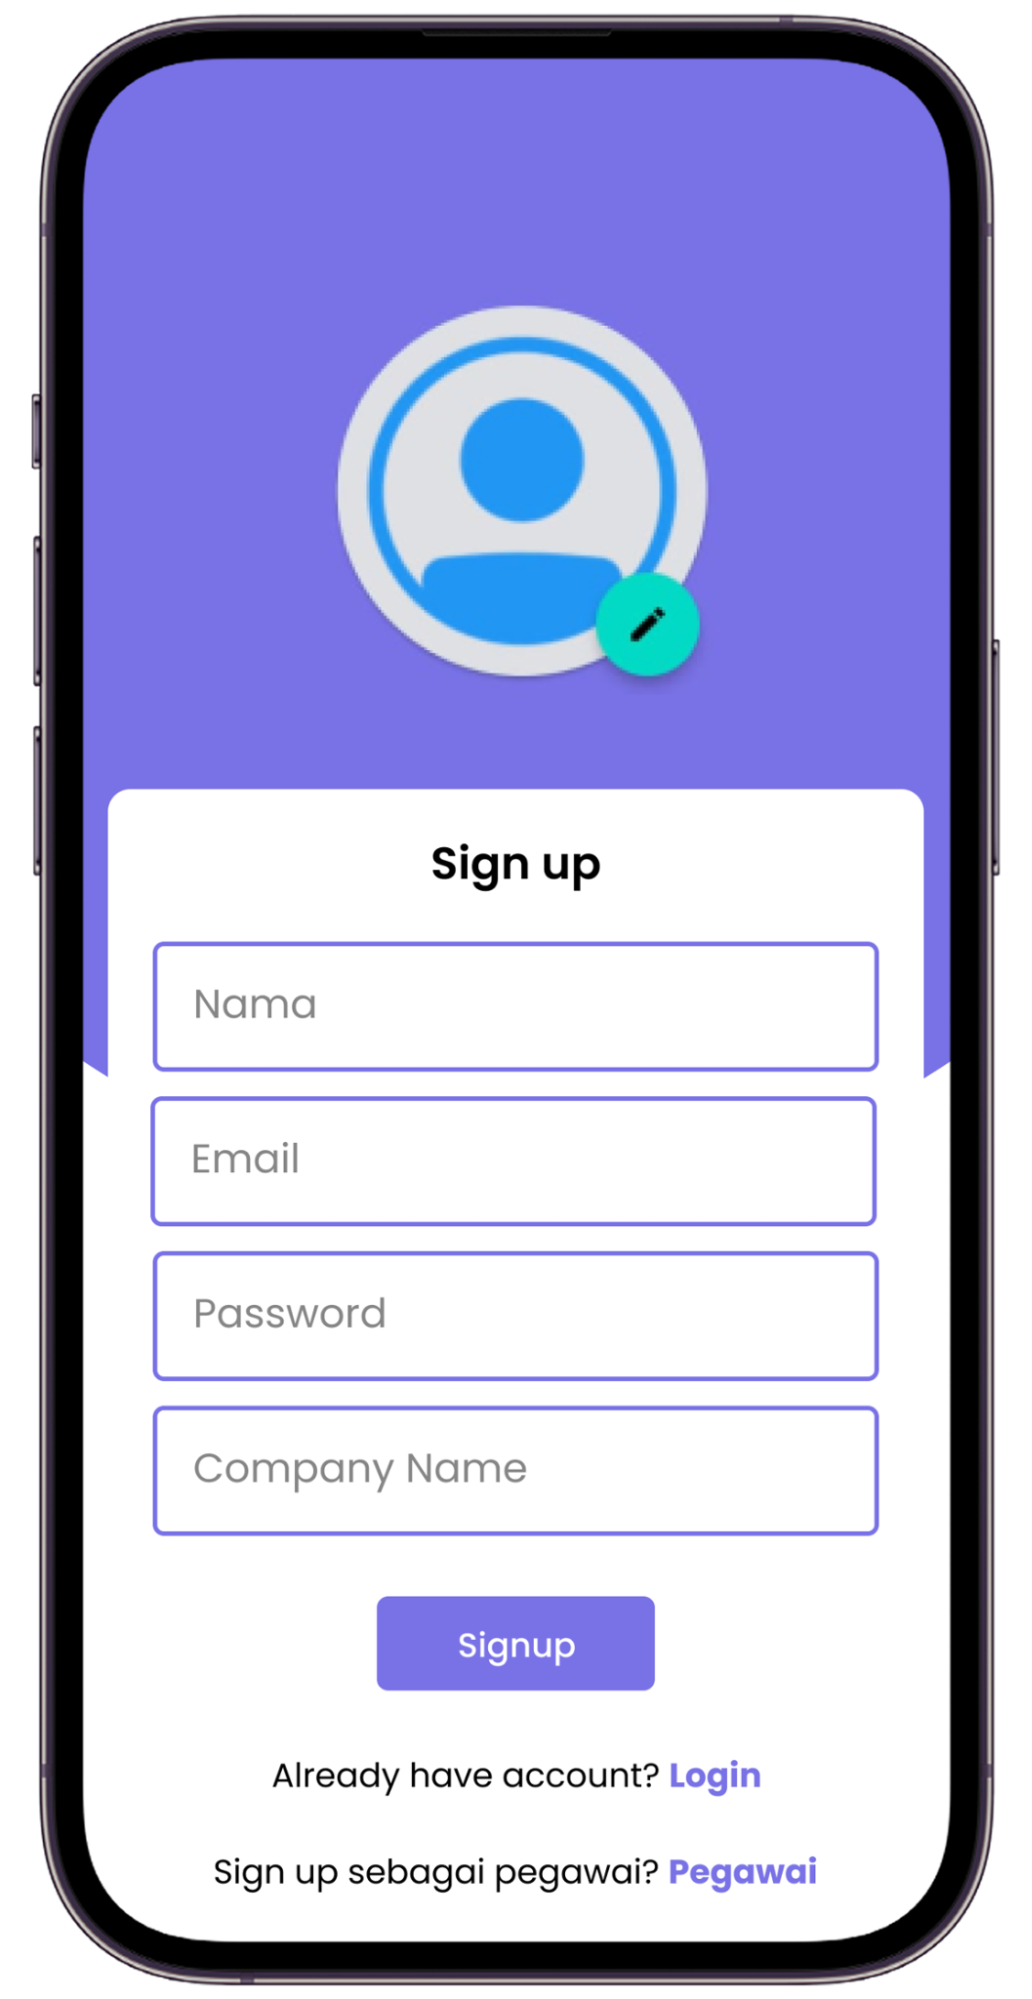 Sign up
Nama
Email
Password
Company Name
Signup
Already have account? Login
Sign up sebagai pegawai? Pegawai